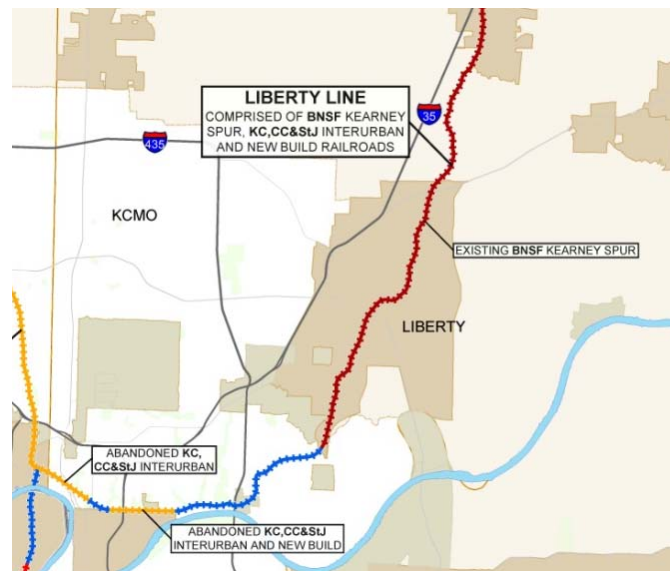 LIBERTY LINE
COMPRISED OF BNSF KEARNEY
SPUR, KC,CC&StJ INTERURBAN
AND NEW BUILD RAILROADS
35
435
KCMO
EXISTING BNSF KEARNEY SPUR
LIBERTY
ABANDONED KC,
CC&StJ INTERURBAN
ABANDONED KC,CC&StJ
INTERURBAN AND NEW BUILD